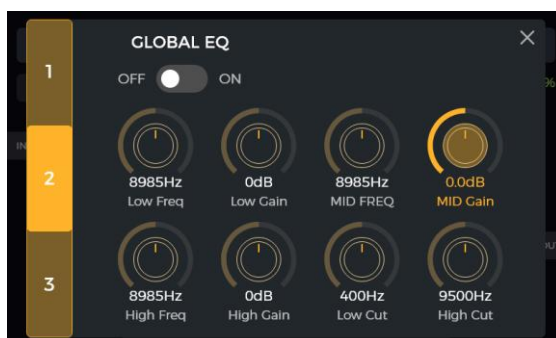 GLOBAL EQ
OFF ON
1
2
3
8985Hz 0dB 8985Hz 0.0dB
Low Freq Low Gain MID FREQ MID Gain
8985Hz 0dB 400Hz 9500Hz
High Freq High Gain Low Cut High Cut
IN
%